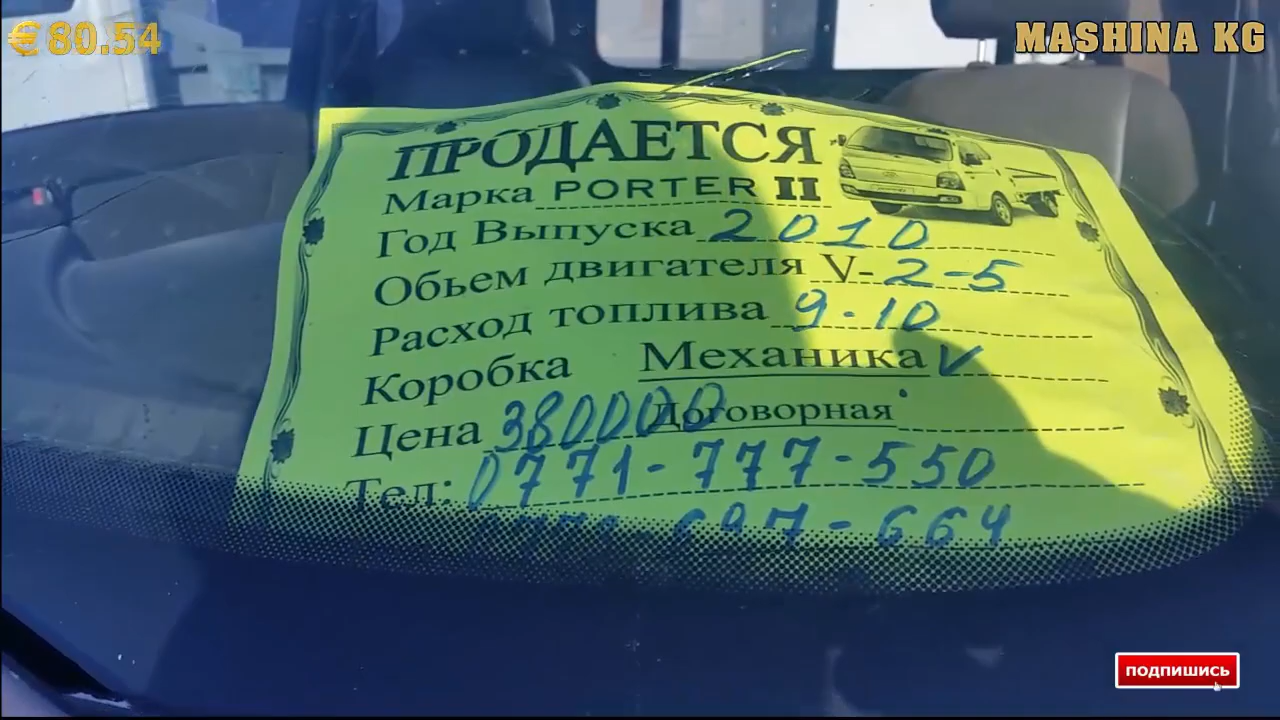 € 80.54
MASHINA KG
ПРОДАЕТСЯ
Марка PORTER II
Год Выпуска 2010
Обьем двигателя V-2-5
Расход топлива 9-10
Коробка Механика V
Цена 380000 Договорная
Тел: 0771-777-550
697-664
подпишись